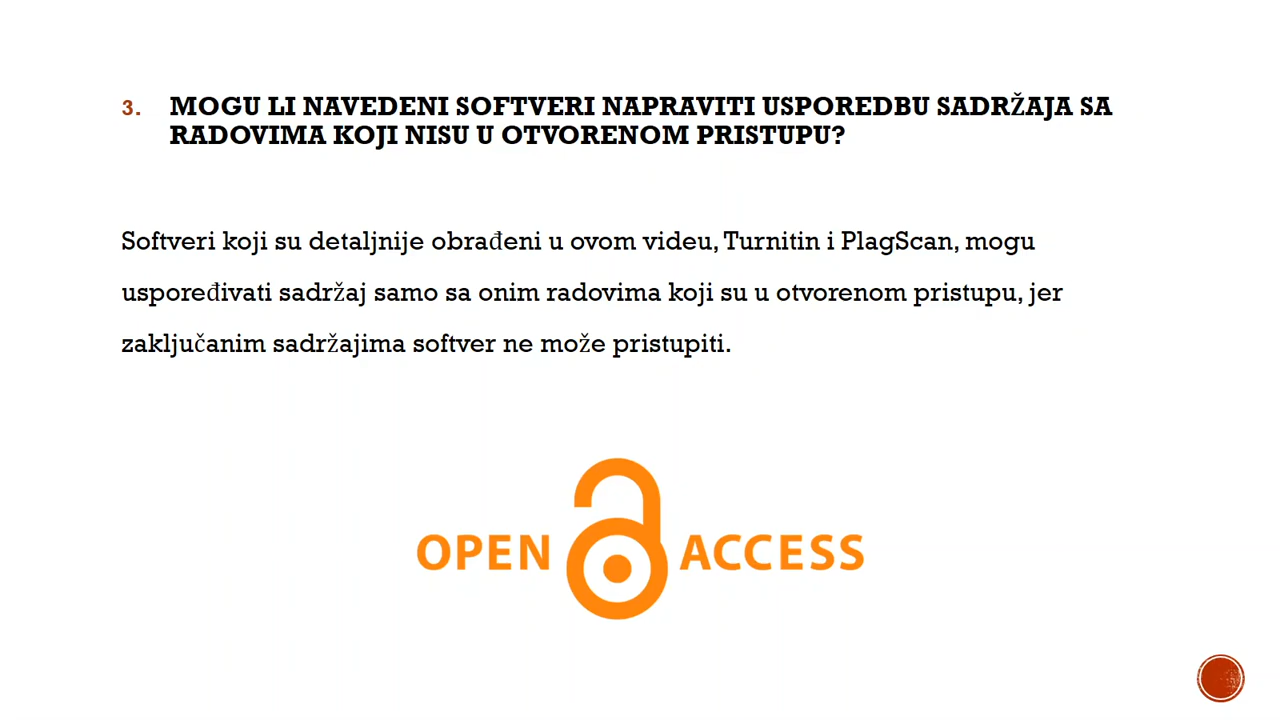 3. MOGU LI NAVEDENI SOFTVERI NAPRAVITI USPOREDBU SADRŽAJA SA
RADOVIMA KOJI NISU U OTVORENOM PRISTUPU?
Softveri koji su detaljnije obrađeni u ovom videu, Turnitin i PlagScan, mogu
uspoređivati sadržaj samo sa onim radovima koji su u otvorenom pristupu, jer
zaključanim sadržajima softver ne može pristupiti.
OPEN ACCESS